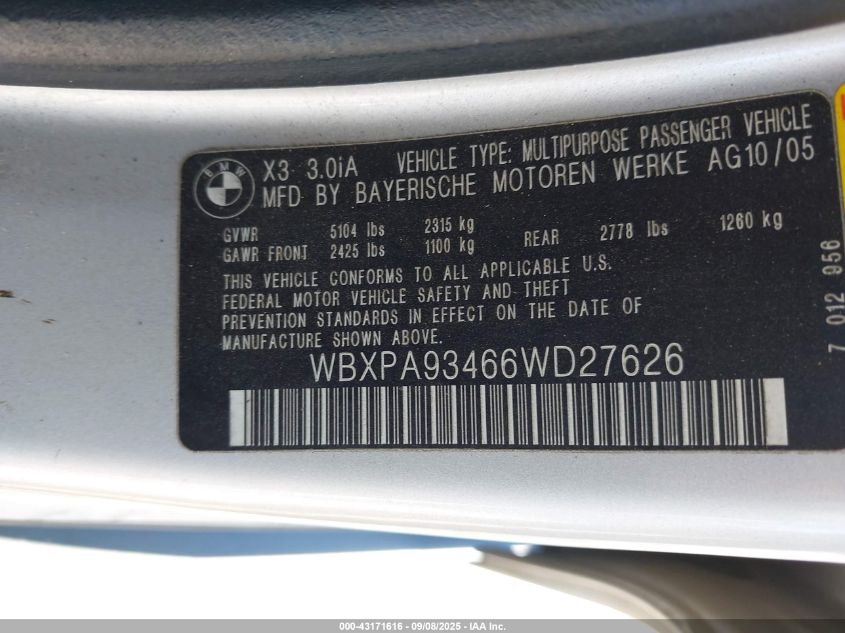 BMW
X3 3.0iA VEHICLE TYPE: MULTIPURPOSE PASSENGER VEHICLE
MFD BY BAYERISCHE MOTOREN WERKE AG10/05
GVWR 5104 lbs 2315 kg
GAWR FRONT 2425 lbs 1100 kg REAR 2778 lbs 1260 kg
THIS VEHICLE CONFORMS TO ALL APPLICABLE U.S.
FEDERAL MOTOR VEHICLE SAFETY AND THEFT
PREVENTION STANDARDS IN EFFECT ON THE DATE OF
MANUFACTURE SHOWN ABOVE.
WBXPA93466WD27626
7 012 956
000-43171616 - 09/08/2025 - IAA Inc.